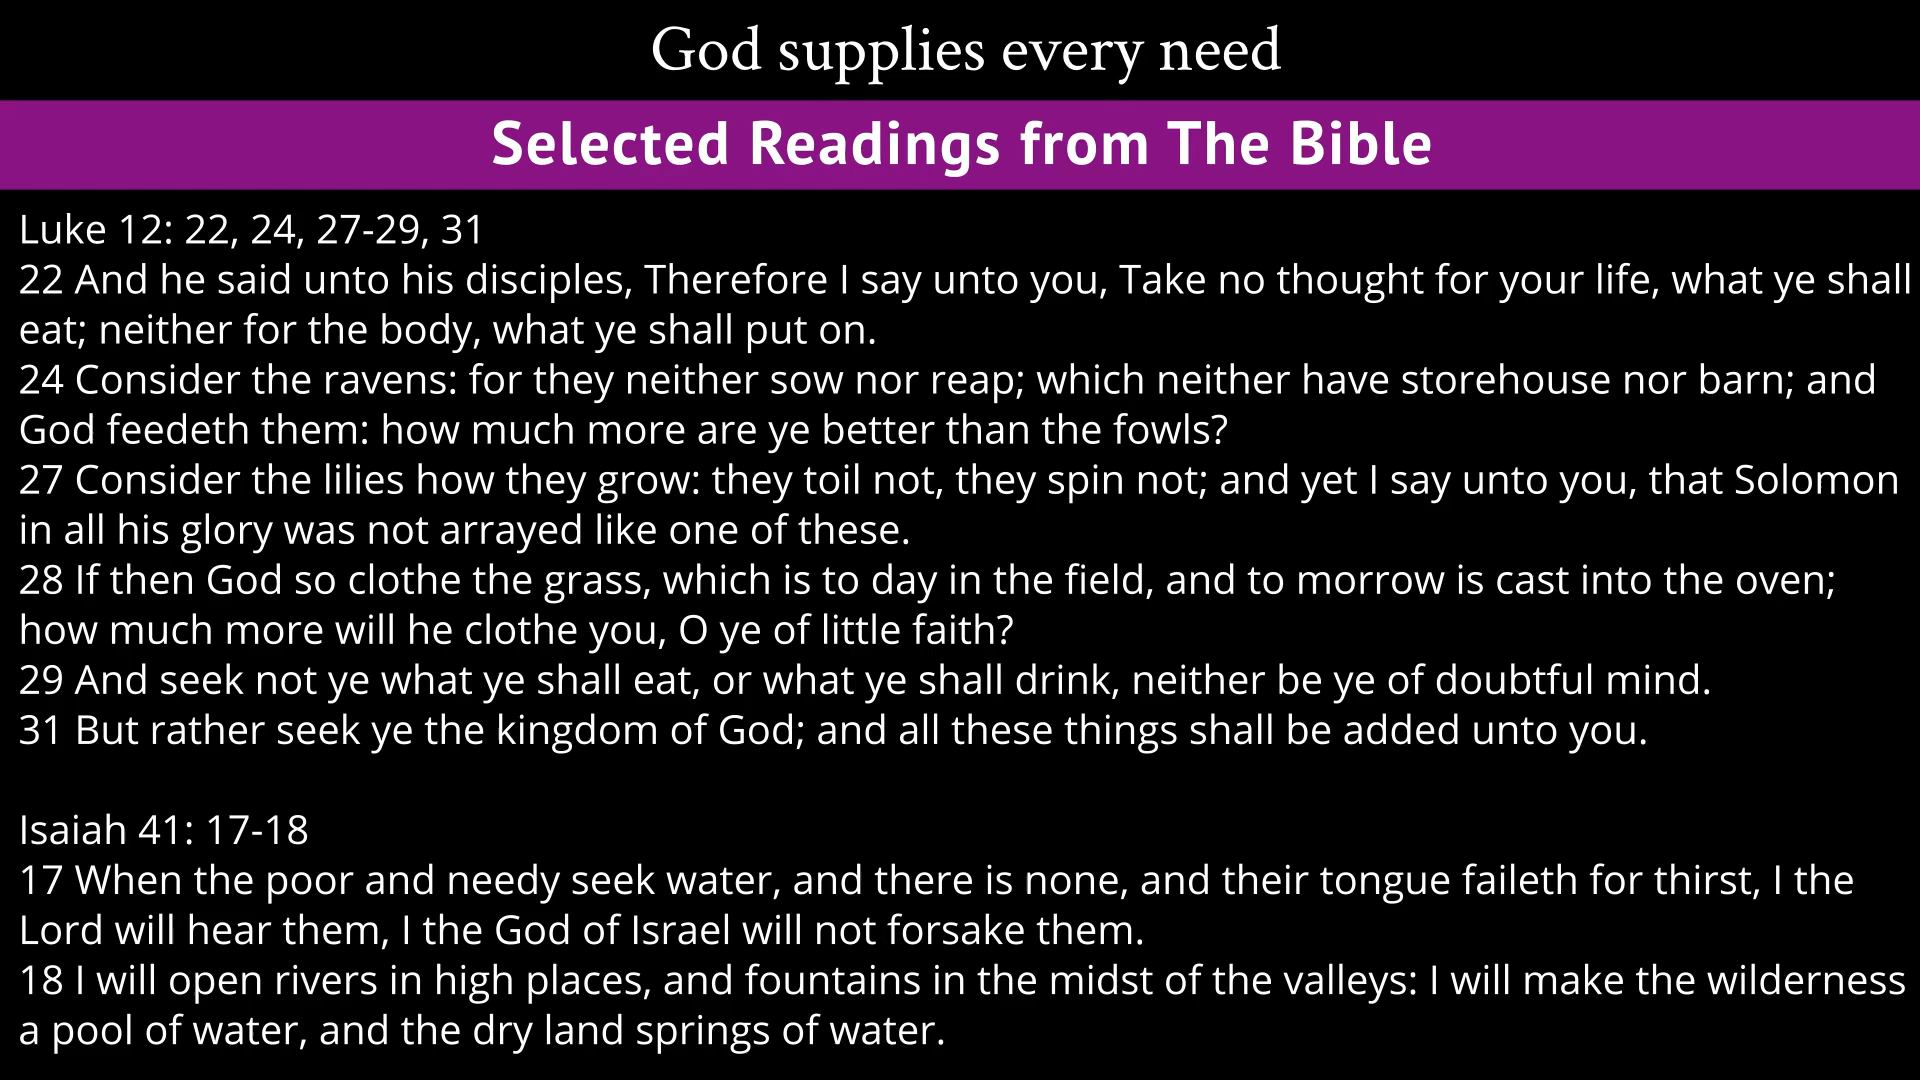 God supplies every need
Selected Readings from The Bible
Luke 12: 22, 24, 27-29, 31
22 And he said unto his disciples, Therefore I say unto you, Take no thought for your life, what ye shall
eat; neither for the body, what ye shall put on.
24 Consider the ravens: for they neither sow nor reap; which neither have storehouse nor barn; and
God feedeth them: how much more are ye better than the fowls?
27 Consider the lilies how they grow: they toil not, they spin not; and yet I say unto you, that Solomon
in all his glory was not arrayed like one of these.
28 If then God so clothe the grass, which is to day in the field, and to morrow is cast into the oven;
how much more will he clothe you, O ye of little faith?
29 And seek not ye what ye shall eat, or what ye shall drink, neither be ye of doubtful mind.
31 But rather seek ye the kingdom of God; and all these things shall be added unto you.
Isaiah 41: 17-18
17 When the poor and needy seek water, and there is none, and their tongue faileth for thirst, I the
Lord will hear them, I the God of Israel will not forsake them.
18 I will open rivers in high places, and fountains in the midst of the valleys: I will make the wilderness
a pool of water, and the dry land springs of water.